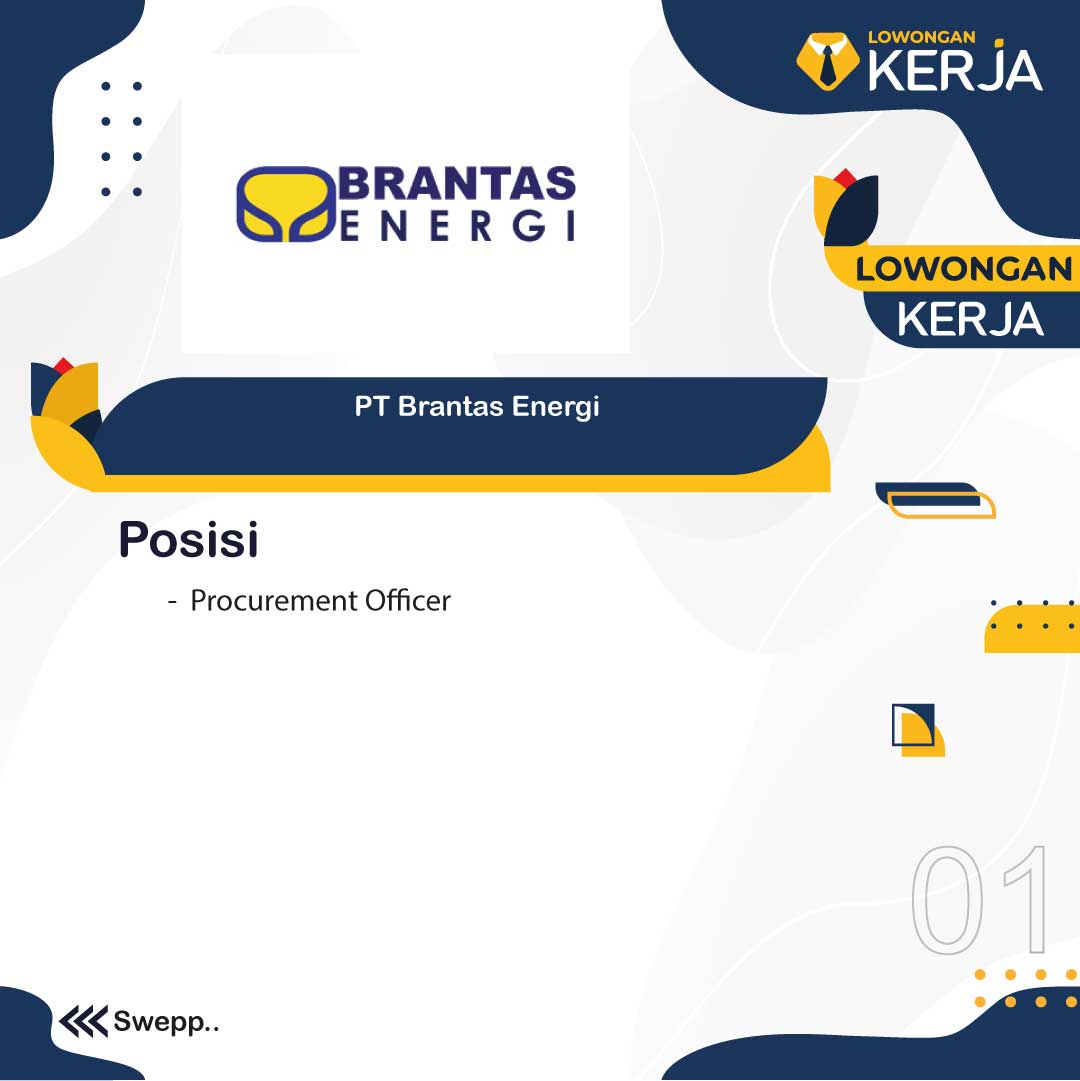 LOWONGAN
KERJA
BRANTAS
ENERGI
LOWONGAN
KERJA
PT Brantas Energi
Posisi
- Procurement Officer
01
Swepp..